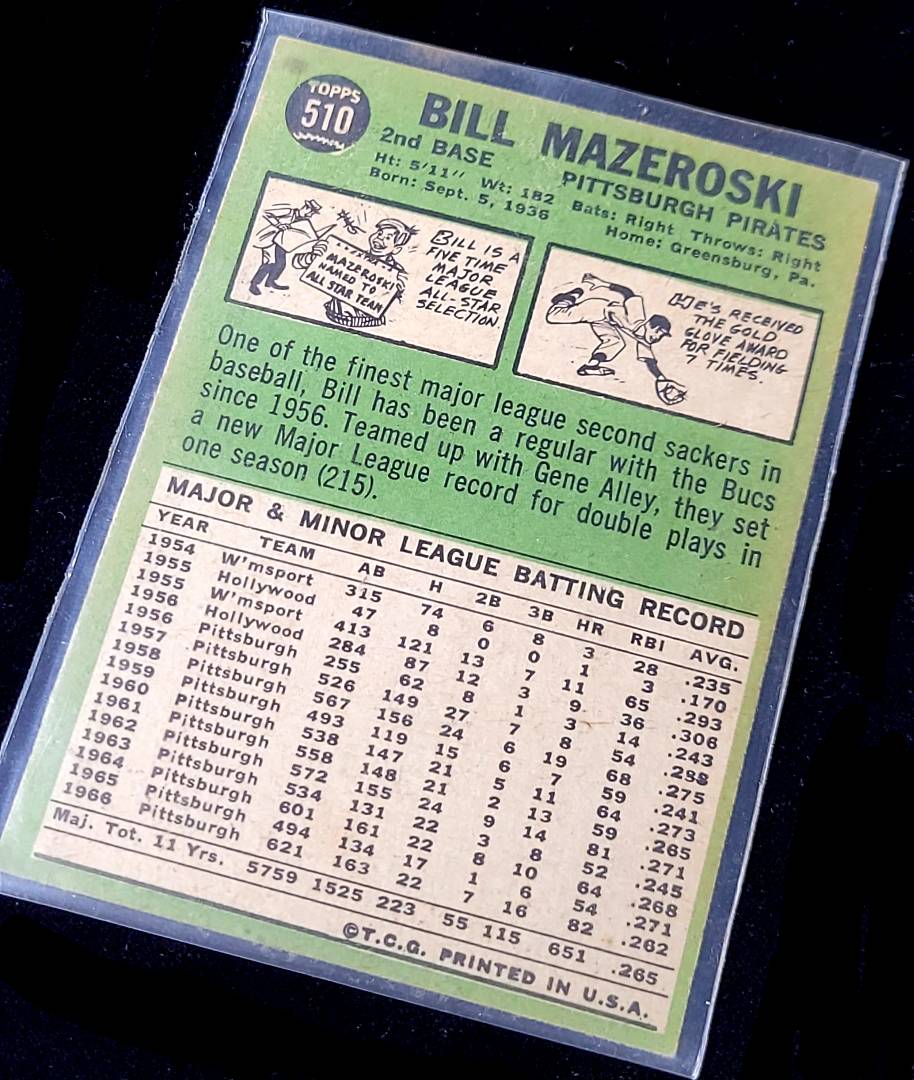 TOPPS
510
BILL MAZEROSKI
2nd BASE PITTSBURGH PIRATES
Ht: 5'11" Wt: 182 Bats: Right Throws: Right
Born: Sept. 5, 1936 Home: Greensburg, Pa.
MAZEROSKI
NAMED TO
ALL STAR TEAM
BILL IS A
FIVE TIME
MAJOR
LEAGUE
ALL-STAR
SELECTION.
HE'S RECEIVED
THE GOLD
GLOVE AWARD
FOR FIELDING
7 TIMES.
One of the finest major league second sackers in
baseball, Bill has been a regular with the Bucs
since 1956. Teamed up with Gene Alley, they set
a new Major League record for double plays in
one season (215).
MAJOR & MINOR LEAGUE BATTING RECORD
YEAR TEAM AB H 2B 3B HR RBI AVG.
1954 W'msport 315 74 6 8 3 28 .235
1955 Hollywood 47 8 0 0 1 3 .170
1955 W'msport 413 121 13 7 11 65 .293
1956 Hollywood 284 87 12 3 9 36 .306
1956 Pittsburgh 255 62 8 1 3 14 .243
1957 Pittsburgh 526 149 27 7 8 54 .283
1958 Pittsburgh 567 156 24 6 19 68 .275
1959 Pittsburgh 493 119 15 6 7 59 .241
1960 Pittsburgh 538 147 21 5 11 64 .273
1961 Pittsburgh 558 148 21 2 13 59 .265
1962 Pittsburgh 572 155 24 9 14 81 .271
1963 Pittsburgh 534 131 22 3 8 52 .245
1964 Pittsburgh 601 161 22 8 10 64 .268
1965 Pittsburgh 494 134 17 1 6 54 .271
1966 Pittsburgh 621 163 22 7 16 82 .262
Maj. Tot. 11 Yrs. 5759 1525 223 55 115 651 .265
©T.C.G. PRINTED IN U.S.A.